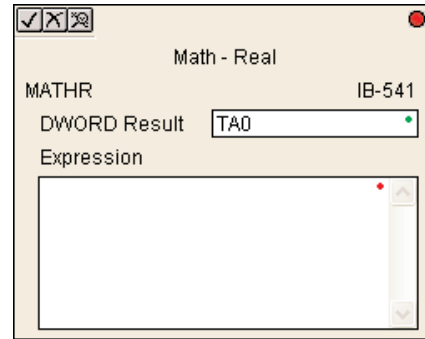 Math - Real
MATHR IB-541
DWORD Result TA0
Expression